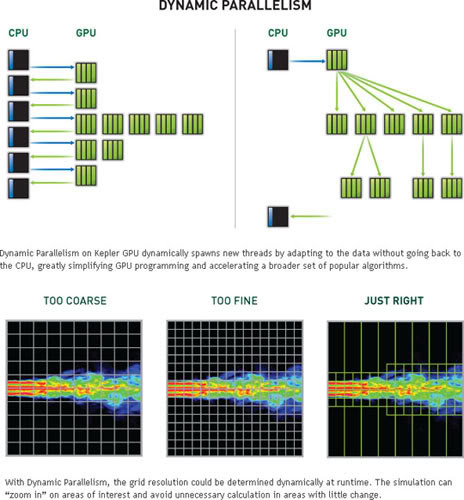 DYNAMIC PARALLELISM
CPU GPU CPU GPU
Dynamic Parallelism on Kepler GPU dynamically spawns new threads by adapting to the data without going back to
the CPU, greatly simplifying GPU programming and accelerating a broader set of popular algorithms.
TOO COARSE TOO FINE JUST RIGHT
With Dynamic Parallelism, the grid resolution could be determined dynamically at runtime. The simulation can
“zoom in” on areas of interest and avoid unnecessary calculation in areas with little change.